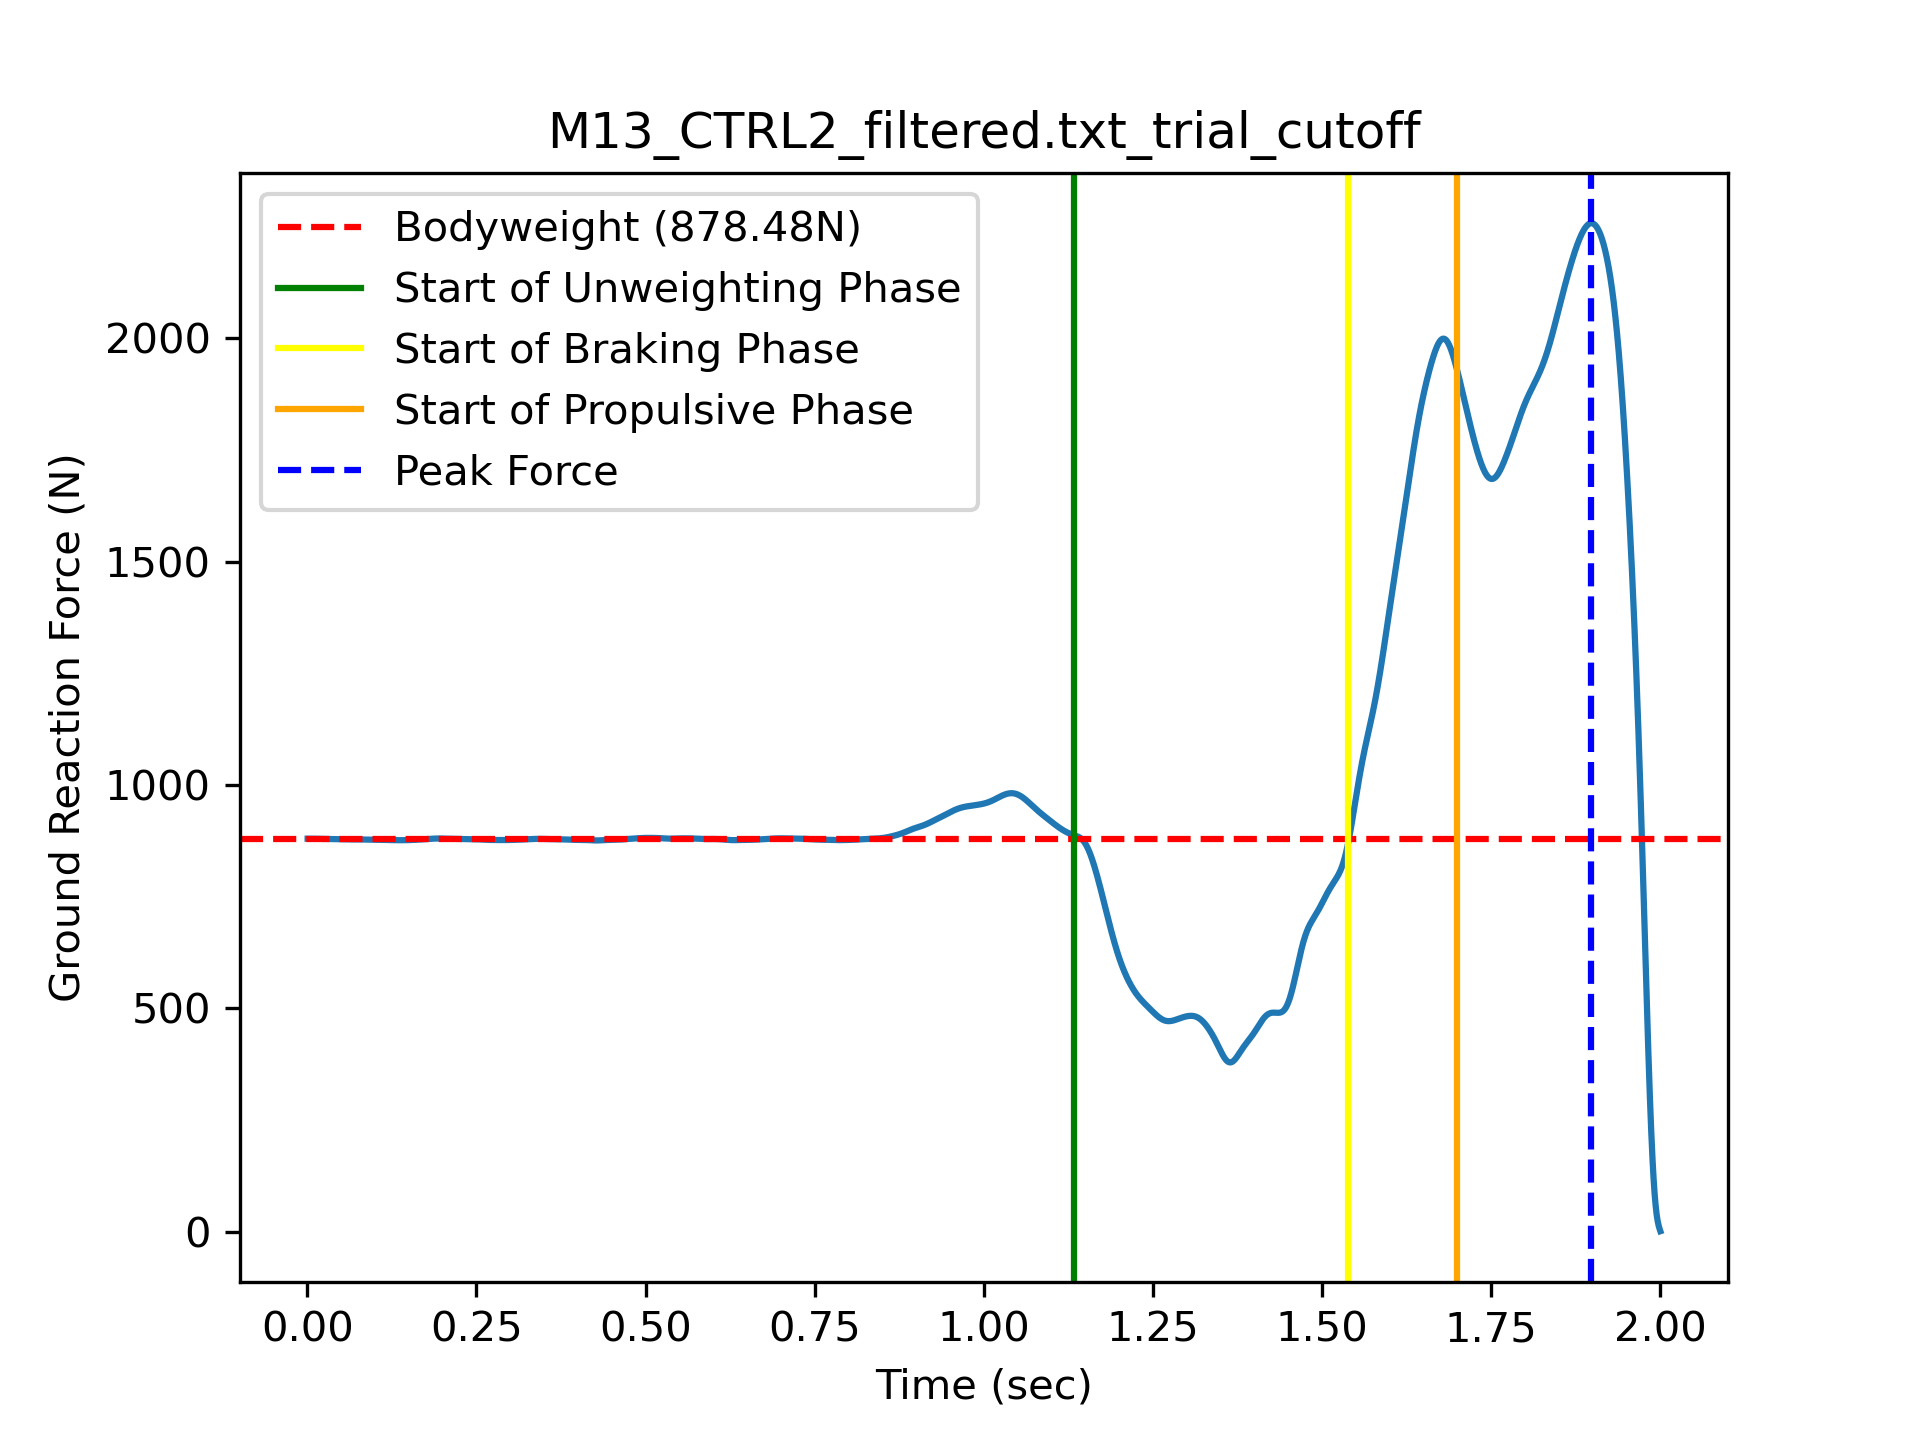 M13_CTRL2_filtered.txt_trial_cutoff
Bodyweight (878.48N)
Start of Unweighting Phase
Start of Braking Phase
Start of Propulsive Phase
Peak Force
Ground Reaction Force (N)
2000
1500
1000
500
0
0.00 0.25 0.50 0.75 1.00 1.25 1.50 1.75 2.00
Time (sec)